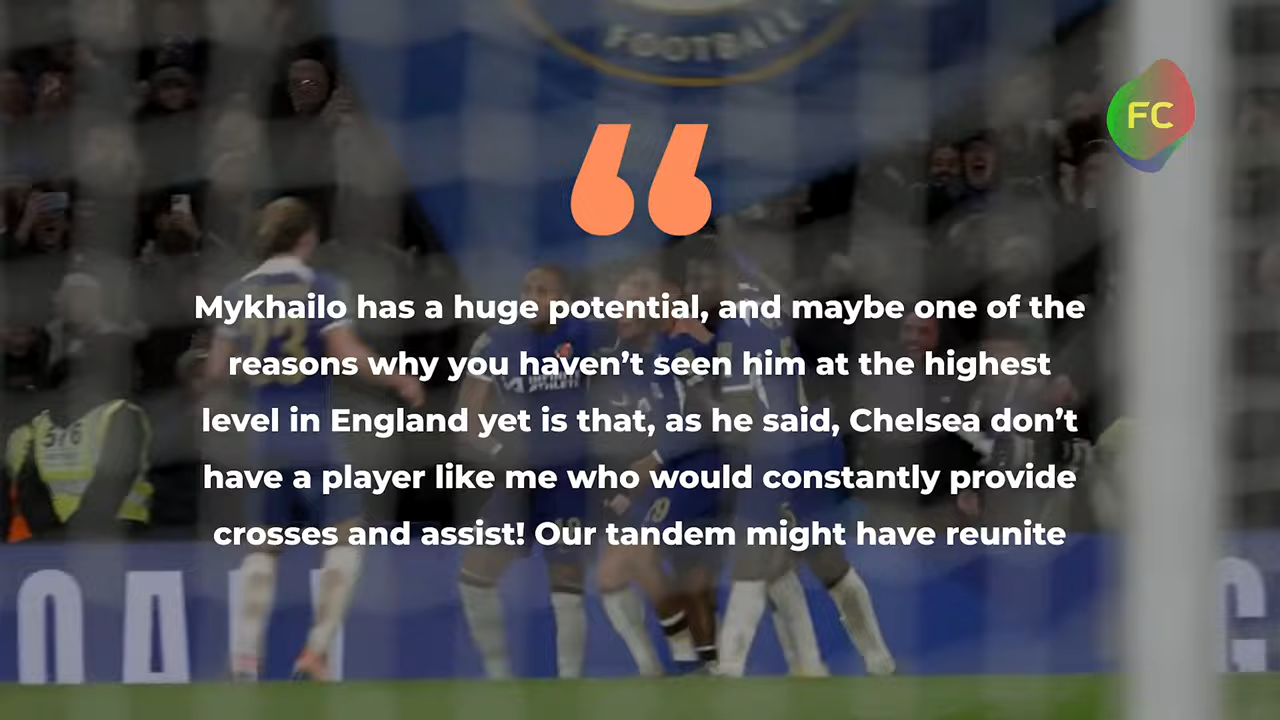 FOOTBALL
FC
“
Mykhailo has a huge potential, and maybe one of the
reasons why you haven’t seen him at the highest
level in England yet is that, as he said, Chelsea don’t
have a player like me who would constantly provide
crosses and assist! Our tandem might have reunite
23